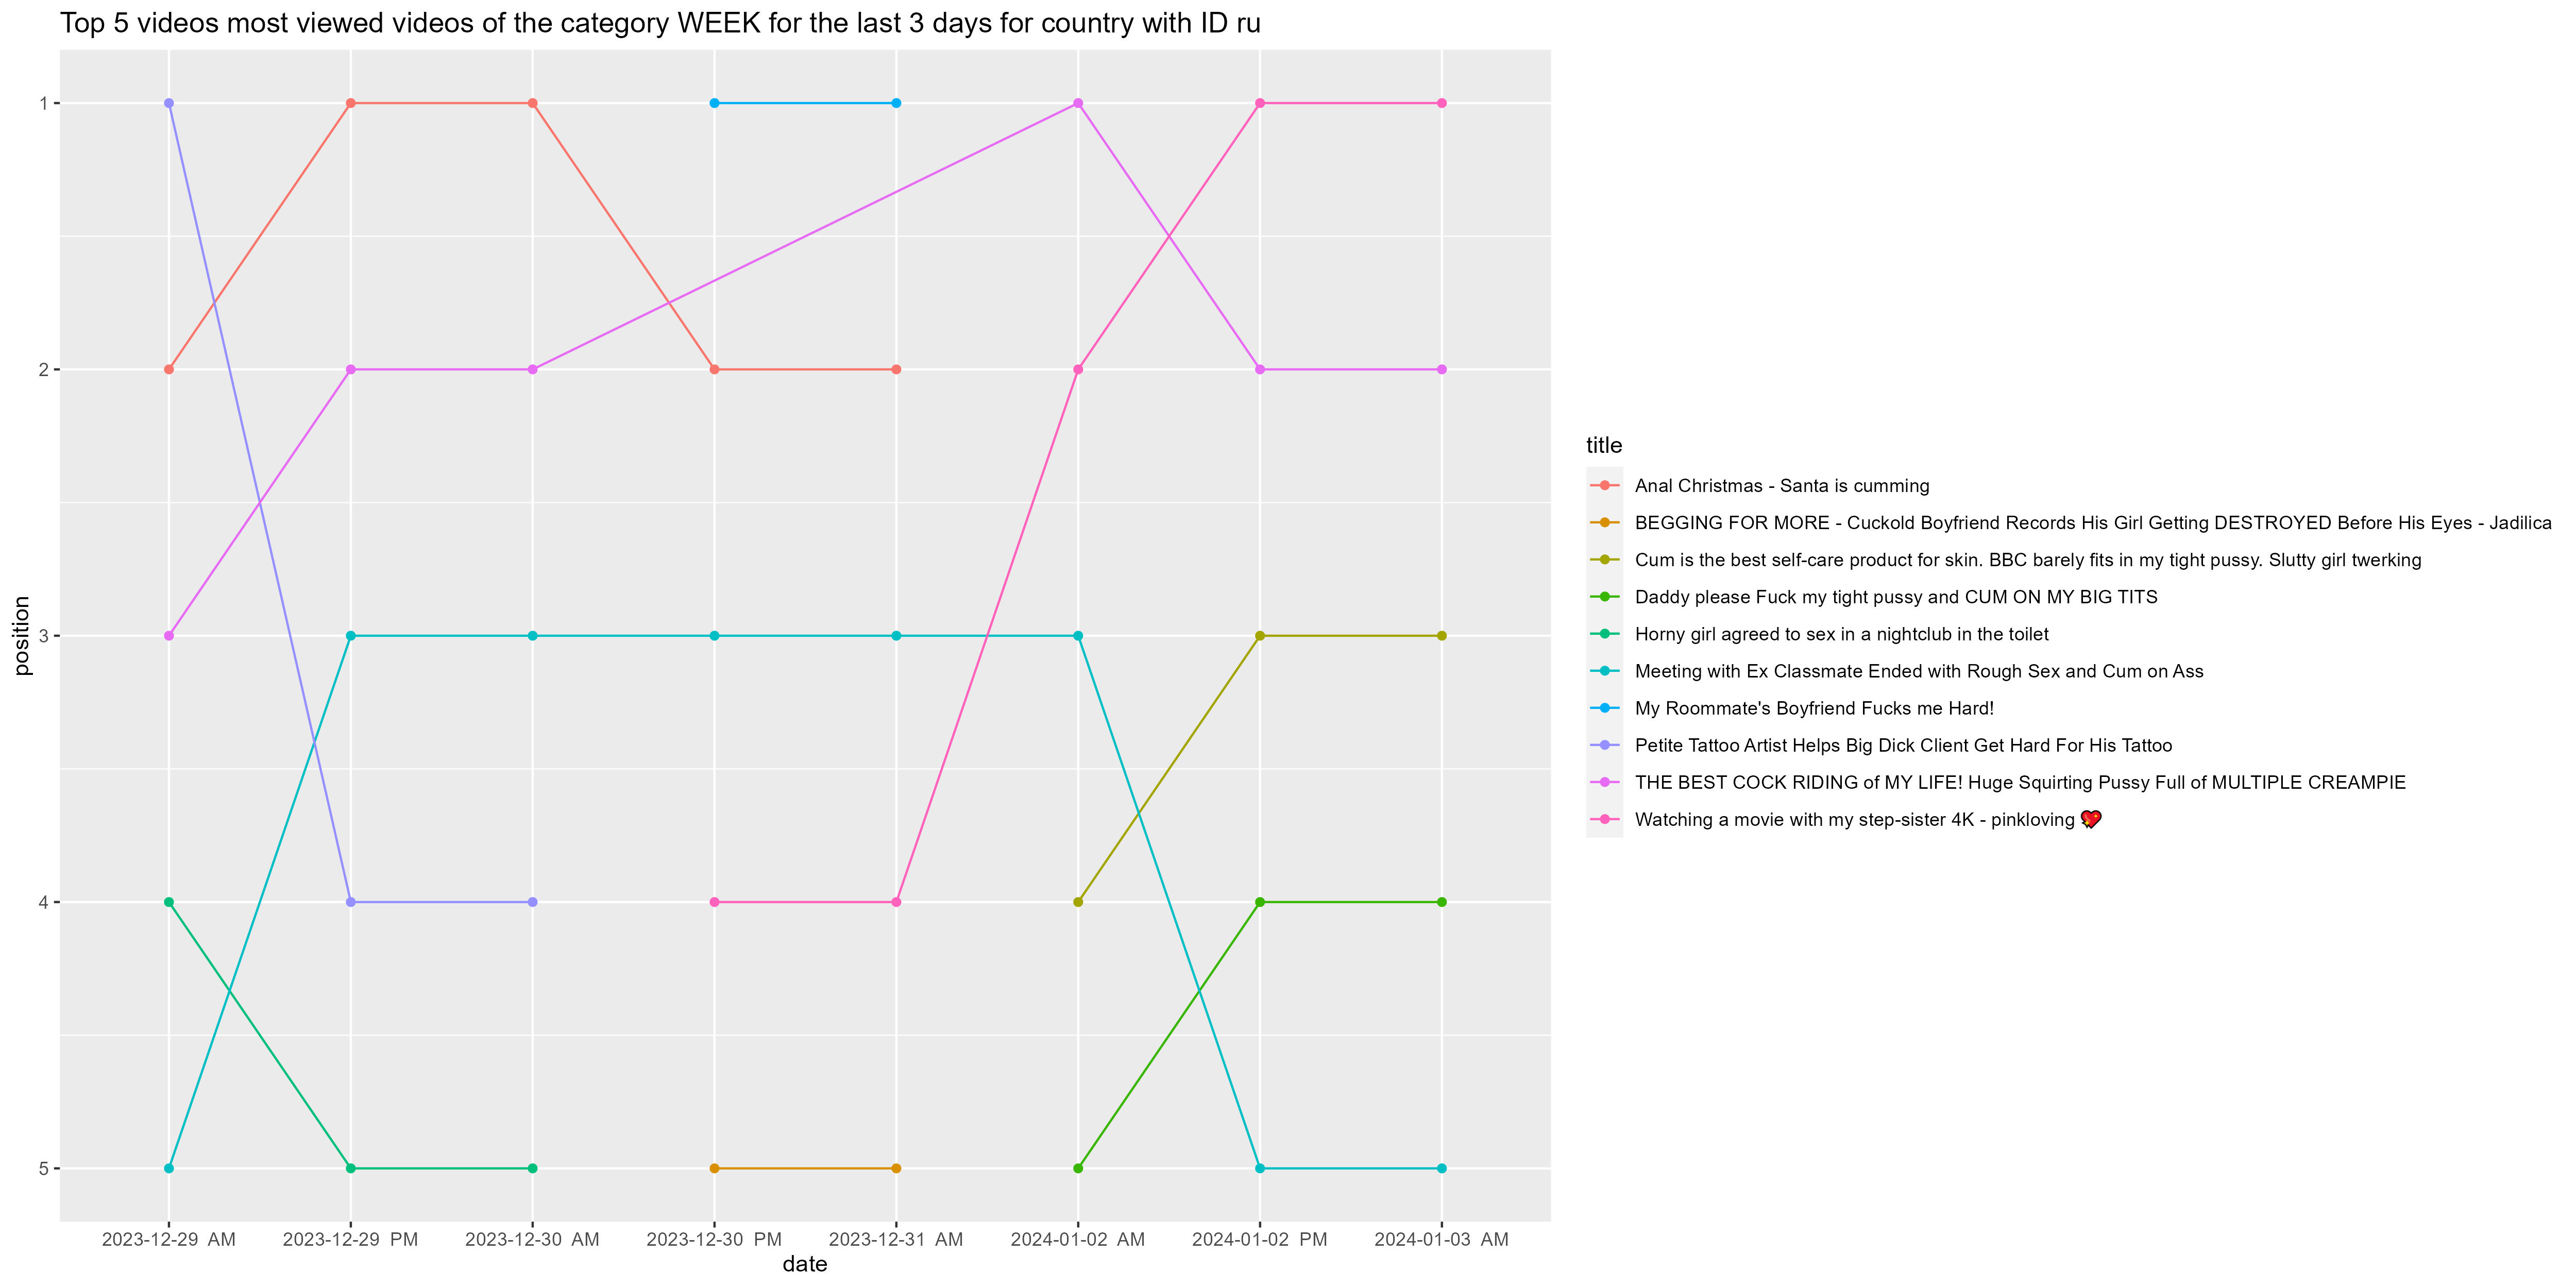 Top 5 videos most viewed videos of the category WEEK for the last 3 days for country with ID ru
position
1
2
3
4
5
2023-12-29 AM
2023-12-29 PM
2023-12-30 AM
2023-12-30 PM
2023-12-31 AM
2024-01-02 AM
2024-01-02 PM
2024-01-03 AM
date
title
Anal Christmas - Santa is cumming
BEGGING FOR MORE - Cuckold Boyfriend Records His Girl Getting DESTROYED Before His Eyes - Jadilica
Cum is the best self-care product for skin. BBC barely fits in my tight pussy. Slutty girl twerking
Daddy please Fuck my tight pussy and CUM ON MY BIG TITS
Horny girl agreed to sex in a nightclub in the toilet
Meeting with Ex Classmate Ended with Rough Sex and Cum on Ass
My Roommate's Boyfriend Fucks me Hard!
Petite Tattoo Artist Helps Big Dick Client Get Hard For His Tattoo
THE BEST COCK RIDING of MY LIFE! Huge Squirting Pussy Full of MULTIPLE CREAMPIE
Watching a movie with my step-sister 4K - pinkloving 💖